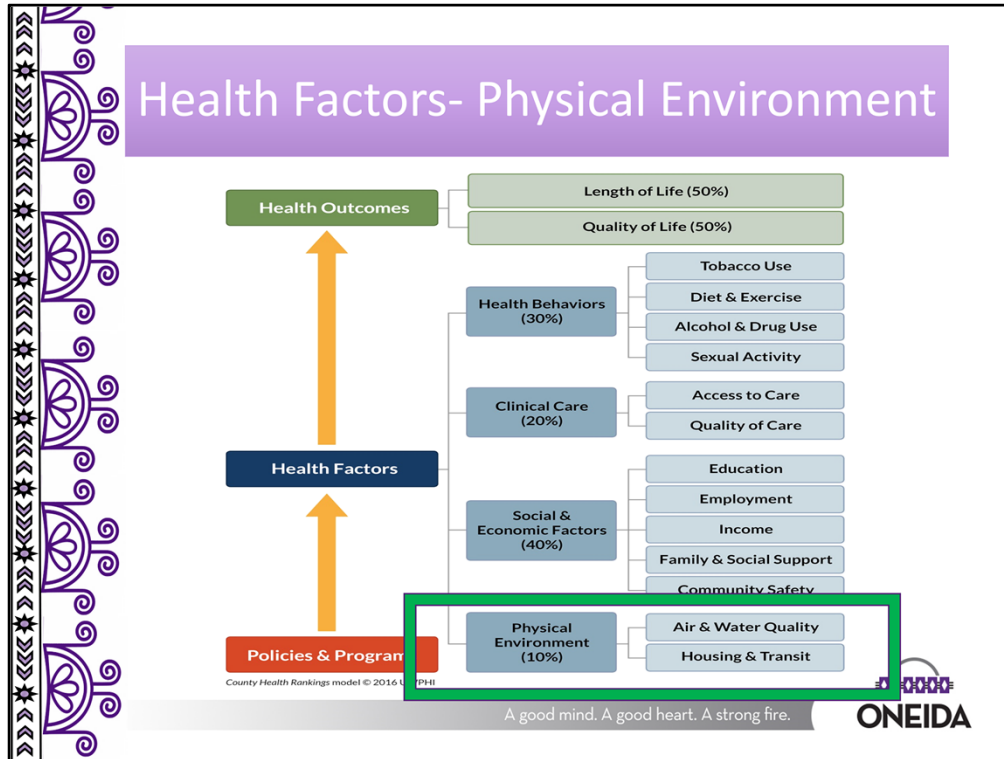 Health Factors- Physical Environment
Length of Life (50%)
Health Outcomes
Quality of Life (50%)
Tobacco Use
Health Behaviors
(30%)
Diet & Exercise
Alcohol & Drug Use
Sexual Activity
Clinical Care
(20%)
Access to Care
Quality of Care
Health Factors
Education
Employment
Social &
Economic Factors
(40%)
Income
Family & Social Support
Community Safety
Physical
Environment
(10%)
Air & Water Quality
Housing & Transit
Policies & Program
County Health Rankings model © 2016 U
PHI
A good mind. A good heart. A strong fire.
ONEIDA